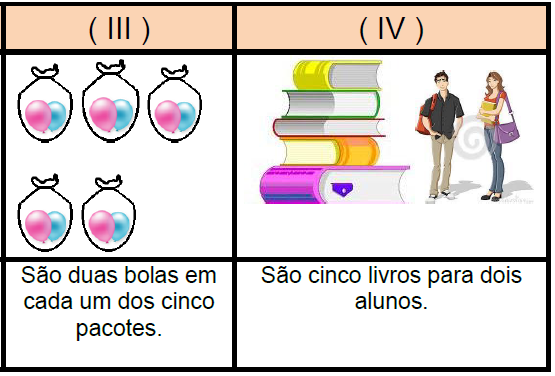 ( III )
( IV )
São duas bolas em
cada um dos cinco
pacotes.
São cinco livros para dois
alunos.